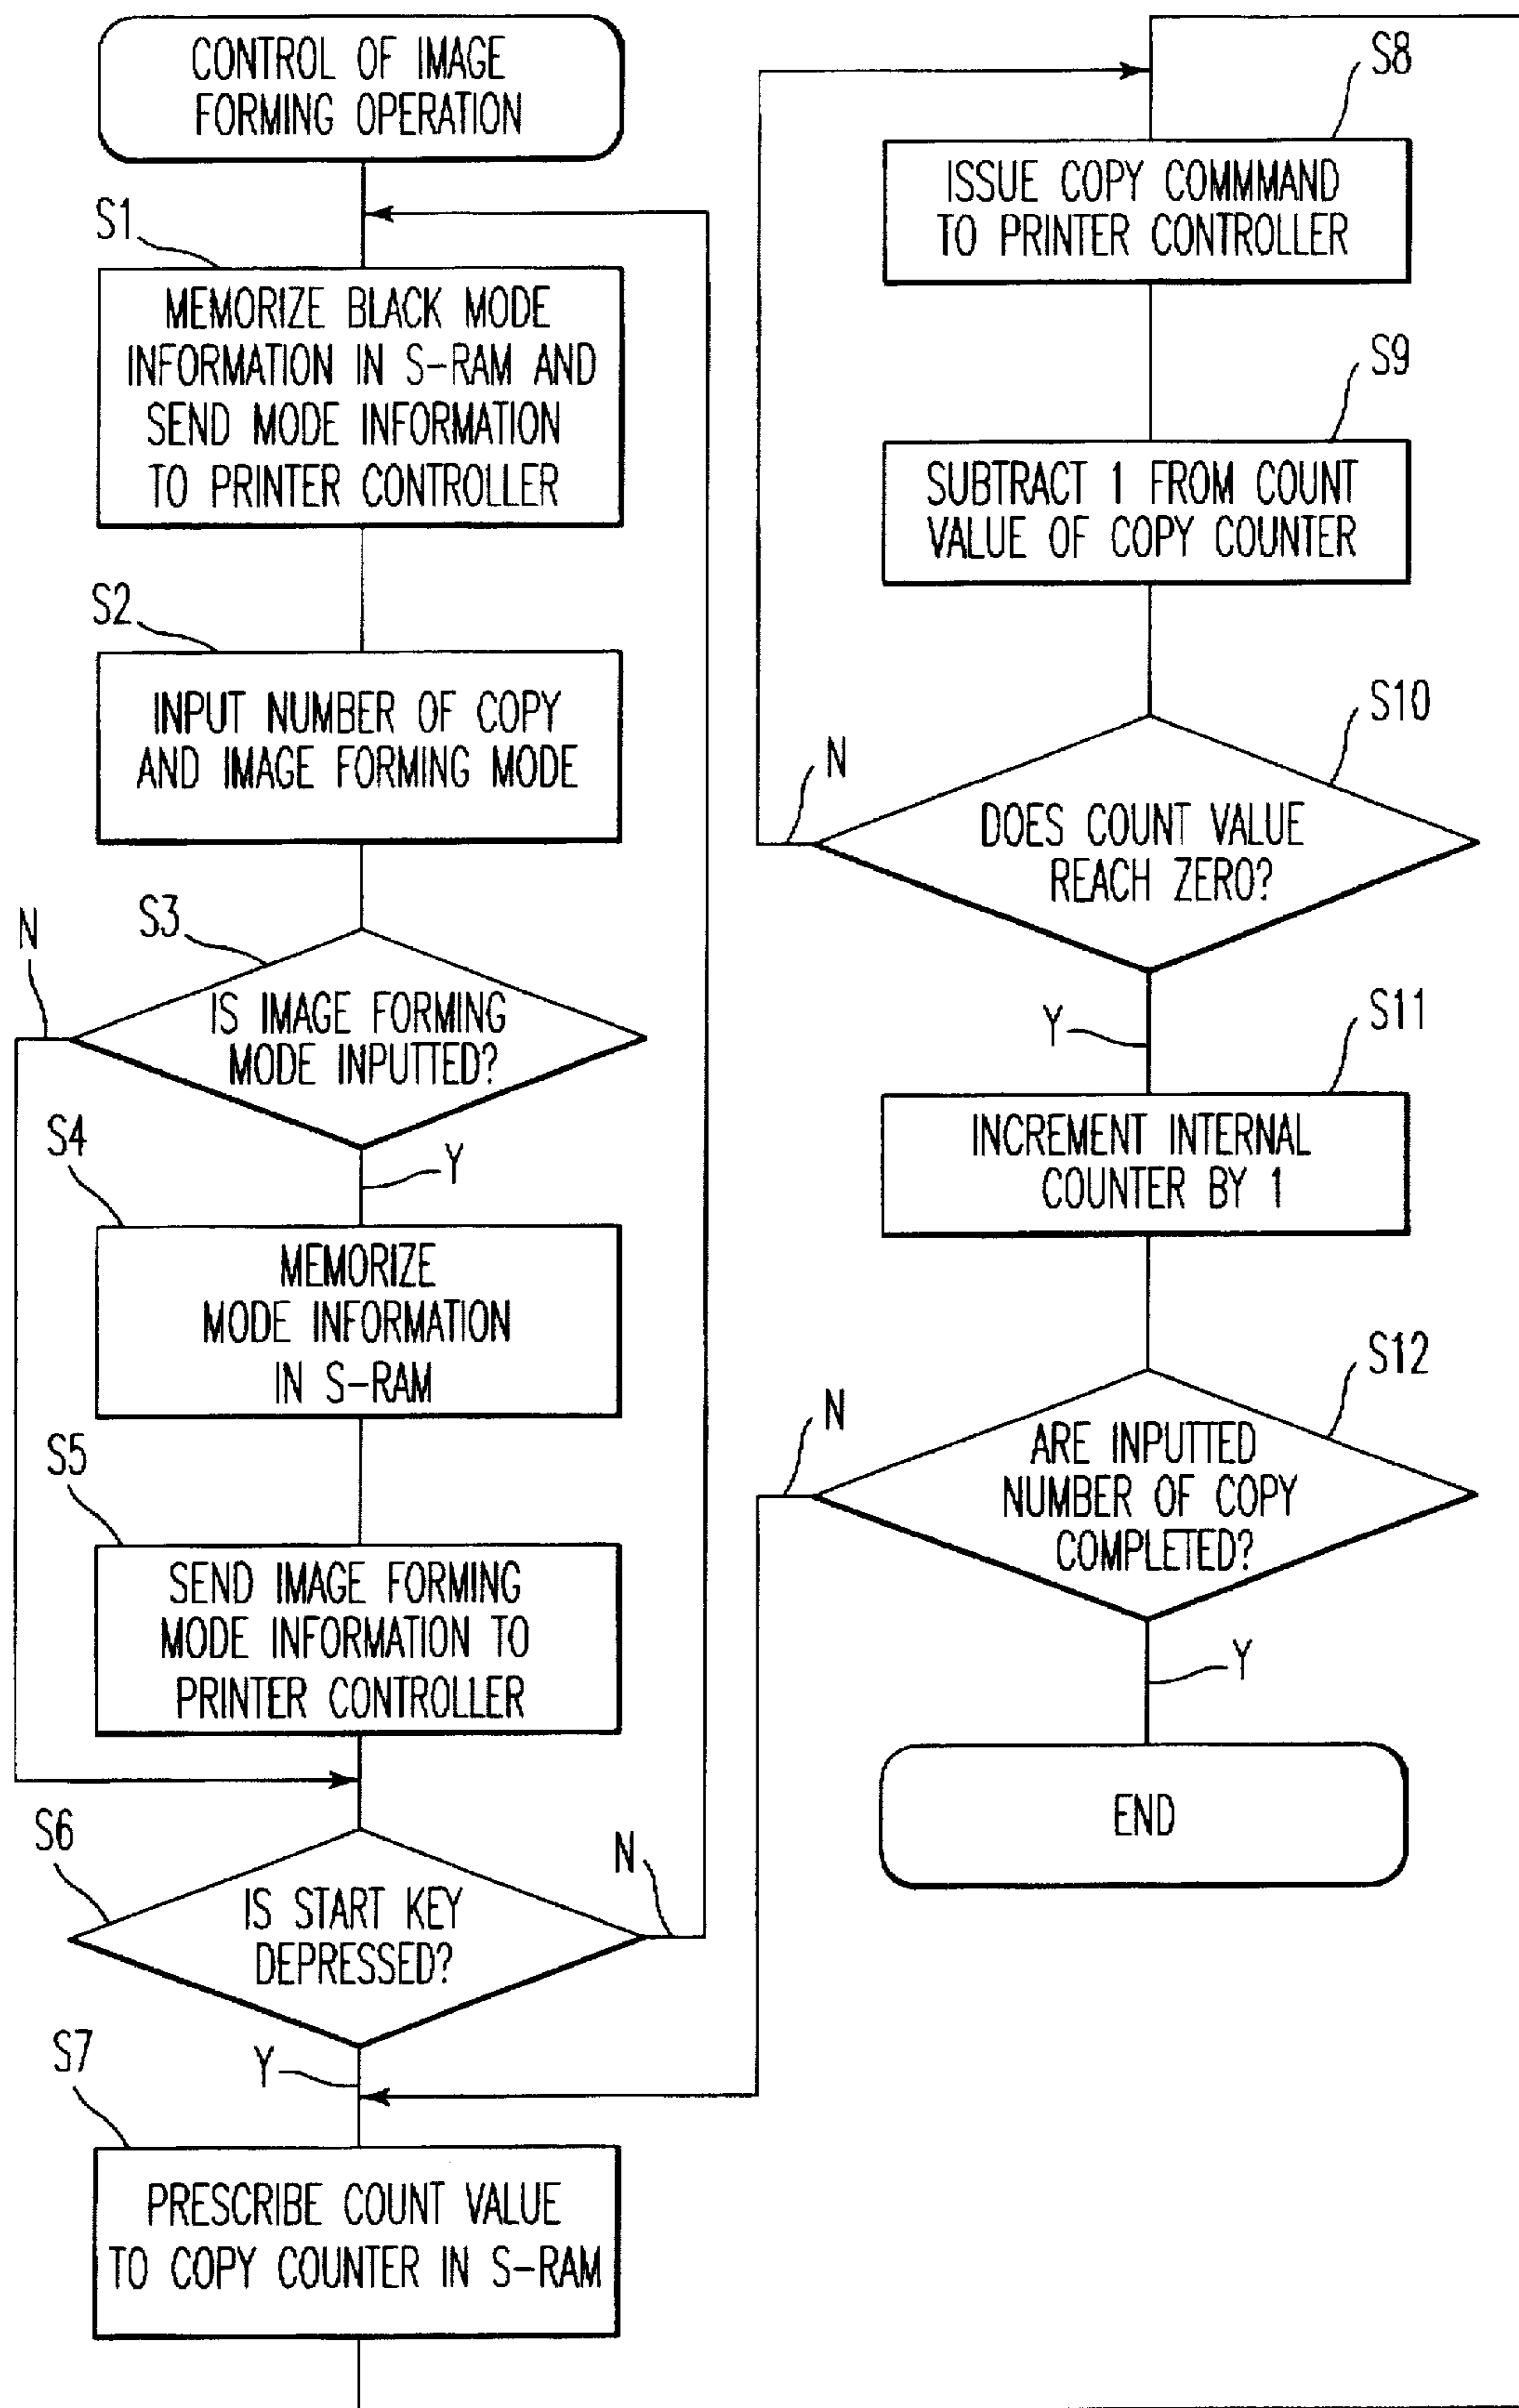 CONTROL OF IMAGE
FORMING OPERATION
S1
MEMORIZE BLACK MODE
INFORMATION IN S-RAM AND
SEND MODE INFORMATION
TO PRINTER CONTROLLER
S2
INPUT NUMBER OF COPY
AND IMAGE FORMING MODE
S3
N
IS IMAGE FORMING
MODE INPUTTED?
Y
S4
MEMORIZE
MODE INFORMATION
IN S-RAM
S5
SEND IMAGE FORMING
MODE INFORMATION TO
PRINTER CONTROLLER
S6
N
IS START KEY
DEPRESSED?
Y
S7
PRESCRIBE COUNT VALUE
TO COPY COUNTER IN S-RAM
S8
ISSUE COPY COMMMAND
TO PRINTER CONTROLLER
S9
SUBTRACT 1 FROM COUNT
VALUE OF COPY COUNTER
S10
N
DOES COUNT VALUE
REACH ZERO?
Y
S11
INCREMENT INTERNAL
COUNTER BY 1
S12
N
ARE INPUTTED
NUMBER OF COPY
COMPLETED?
Y
END